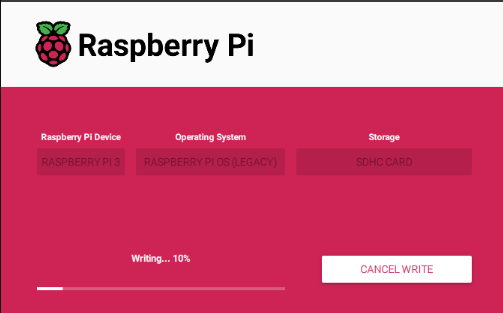 Raspberry Pi
Raspberry Pi Device
Operating System
Storage
RASPBERRY PI 3
RASPBERRY PI OS (LEGACY)
SDHC CARD
Writing... 10%
CANCEL WRITE